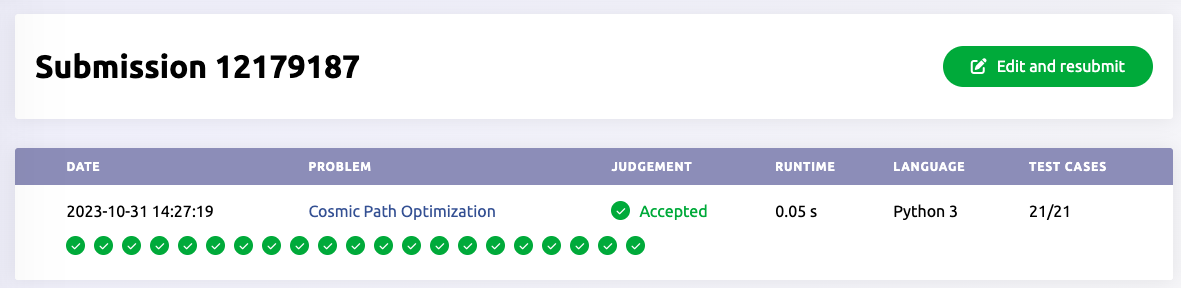 Submission 12179187
Edit and resubmit
DATE PROBLEM JUDGEMENT RUNTIME LANGUAGE TEST CASES
2023-10-31 14:27:19 Cosmic Path Optimization Accepted 0.05 s Python 3 21/21